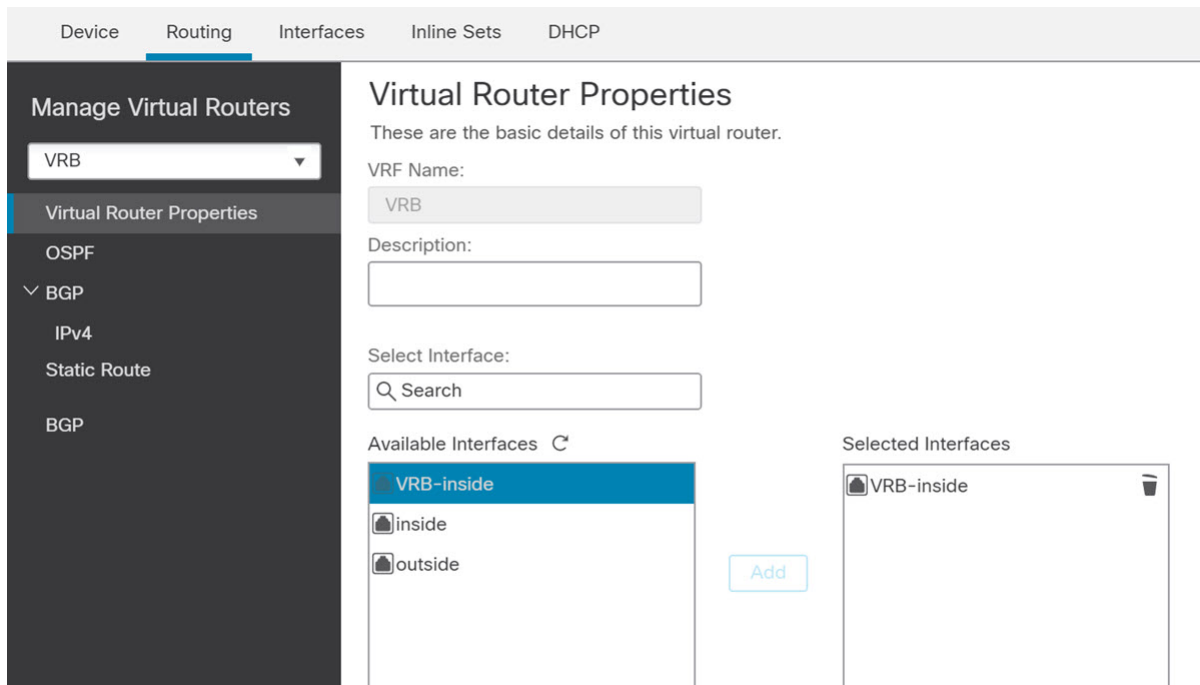 Device Routing Interfaces Inline Sets DHCP
Manage Virtual Routers
VRB
Virtual Router Properties
OSPF
BGP
IPv4
Static Route
BGP
Virtual Router Properties
These are the basic details of this virtual router.
VRF Name:
VRB
Description:
Select Interface:
Search
Available Interfaces
VRB-inside
inside
outside
Add
Selected Interfaces
VRB-inside